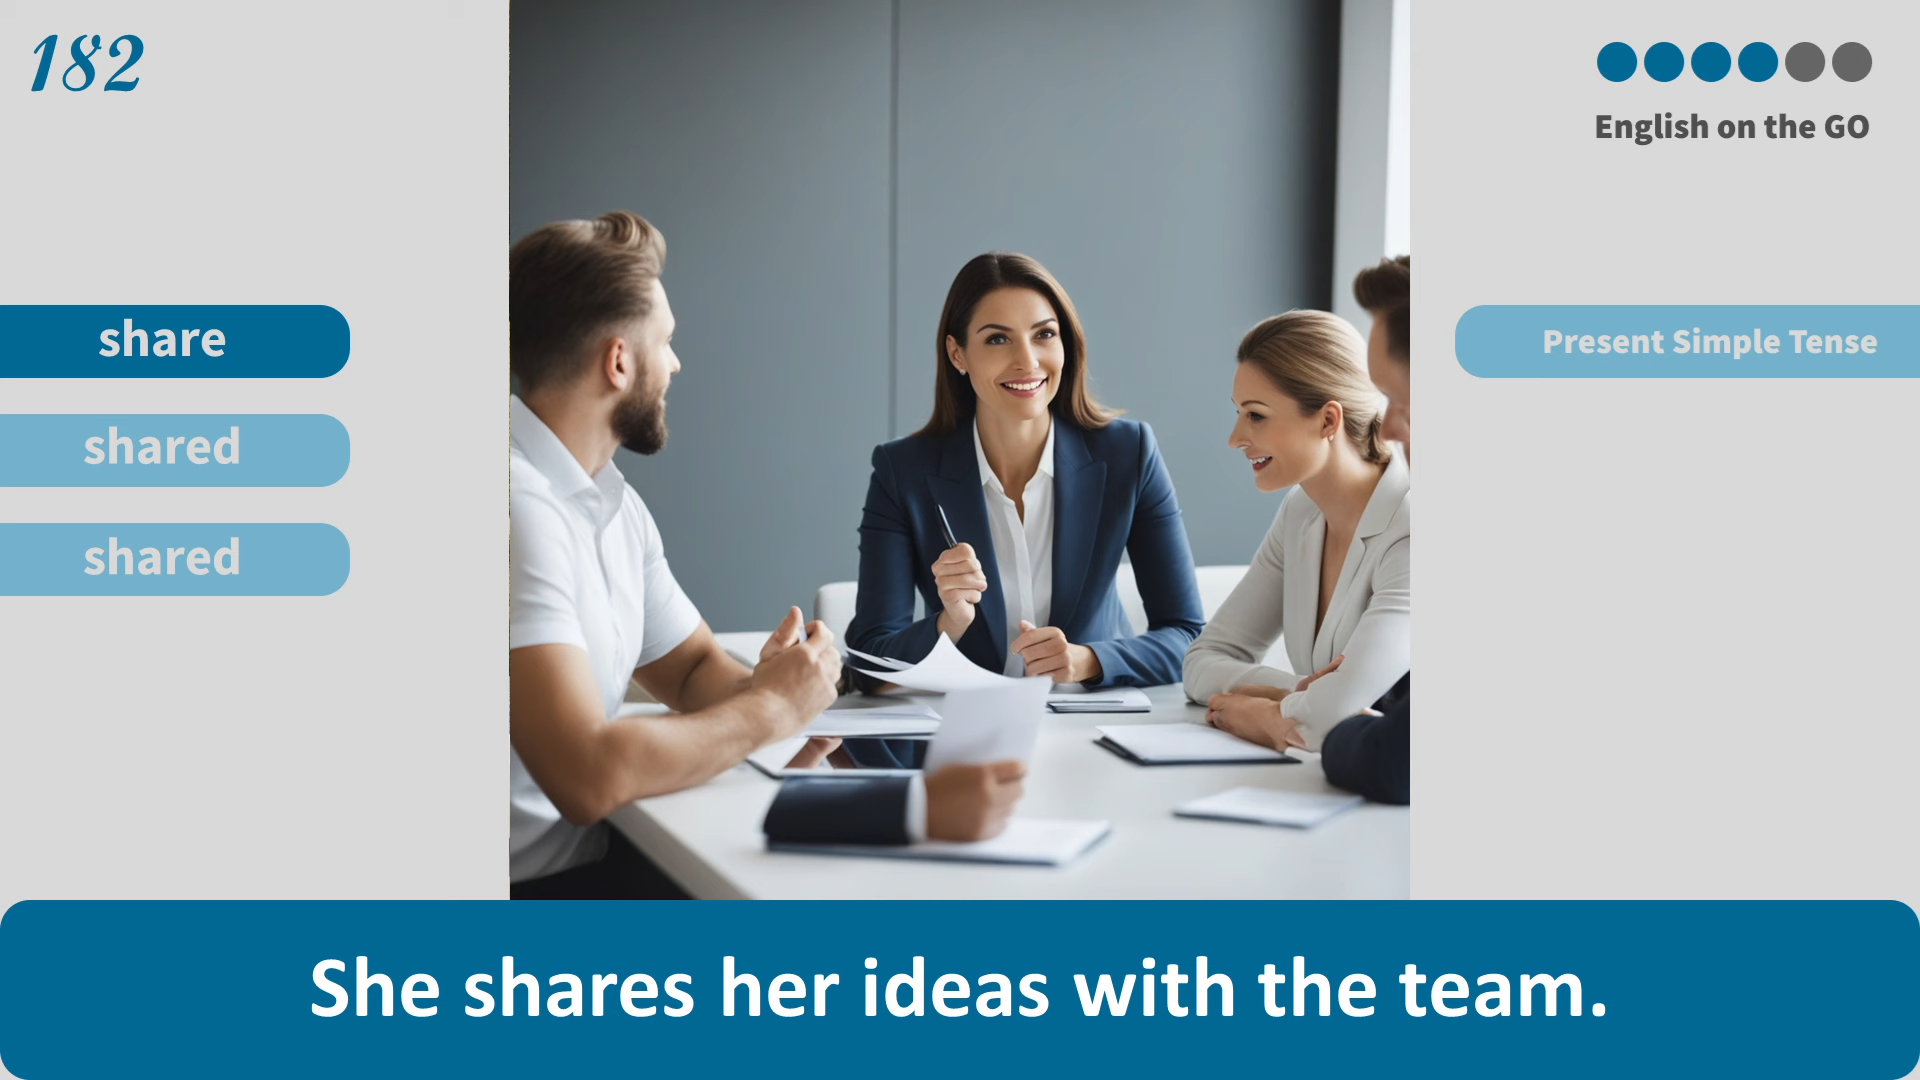 182
English on the GO
share
shared
shared
Present Simple Tense
She shares her ideas with the team.